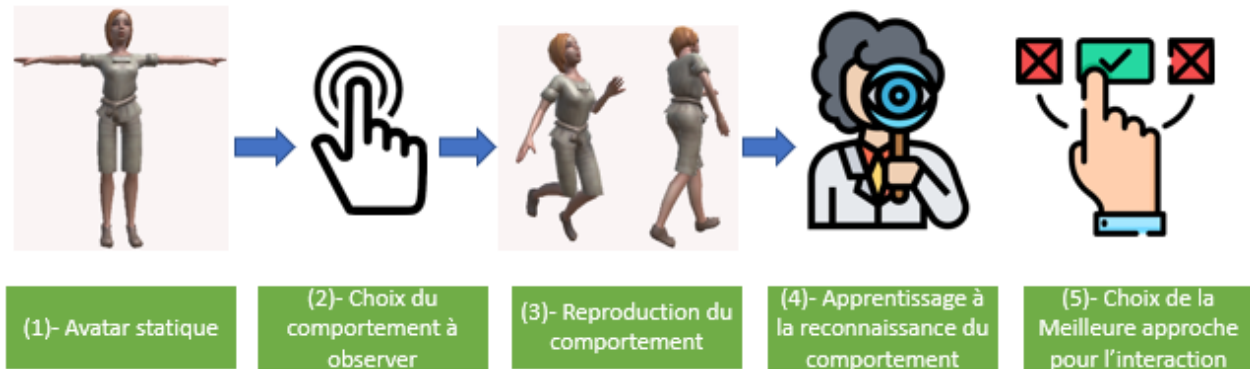 (1)- Avatar statique
(2)- Choix du
comportement à
observer
(3)- Reproduction du
comportement
(4)- Apprentissage à
la reconnaissance du
comportement
(5)- Choix de la
Meilleure approche
pour l'interaction